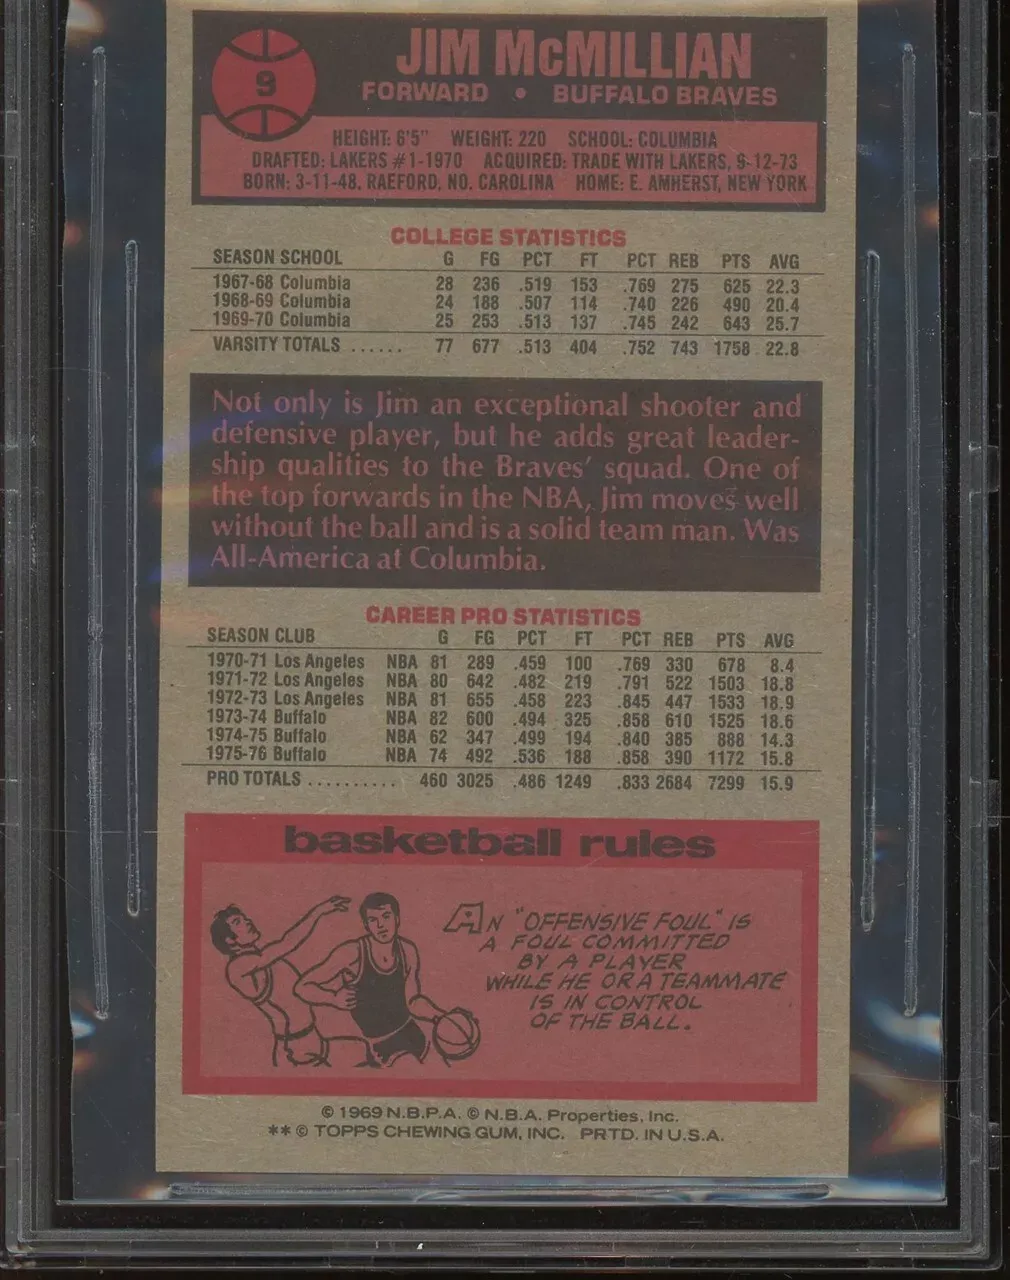 9
JIM McMILLIAN
FORWARD • BUFFALO BRAVES
HEIGHT: 6'5" WEIGHT: 220 SCHOOL: COLUMBIA
DRAFTED: LAKERS #1-1970 ACQUIRED: TRADE WITH LAKERS, 9-12-73
BORN: 3-11-48, RAEFORD, NO. CAROLINA HOME: E. AMHERST, NEW YORK
COLLEGE STATISTICS
SEASON SCHOOL G FG PCT FT PCT REB PTS AVG
1967-68 Columbia 28 236 .519 153 .769 275 625 22.3
1968-69 Columbia 24 188 .507 114 .740 226 490 20.4
1969-70 Columbia 25 253 .513 137 .745 242 643 25.7
VARSITY TOTALS ...... 77 677 .513 404 .752 743 1758 22.8
Not only is Jim an exceptional shooter and
defensive player, but he adds great leader-
ship qualities to the Braves' squad. One of
the top forwards in the NBA, Jim moves well
without the ball and is a solid team man. Was
All-America at Columbia.
CAREER PRO STATISTICS
SEASON CLUB G FG PCT FT PCT REB PTS AVG
1970-71 Los Angeles NBA 81 289 .459 100 .769 330 678 8.4
1971-72 Los Angeles NBA 80 642 .482 219 .791 522 1503 18.8
1972-73 Los Angeles NBA 81 655 .458 223 .845 447 1533 18.9
1973-74 Buffalo NBA 82 600 .494 325 .858 610 1525 18.6
1974-75 Buffalo NBA 62 347 .499 194 .840 385 888 14.3
1975-76 Buffalo NBA 74 492 .536 188 .858 390 1172 15.8
PRO TOTALS .......... 460 3025 .486 1249 .833 2684 7299 15.9
basketball rules
AN "OFFENSIVE FOUL" IS
A FOUL COMMITTED
BY A PLAYER
WHILE HE OR A TEAMMATE
IS IN CONTROL
OF THE BALL.
© 1969 N.B.P.A. © N.B.A. Properties, Inc.
** © TOPPS CHEWING GUM, INC. PRTD. IN U.S.A.